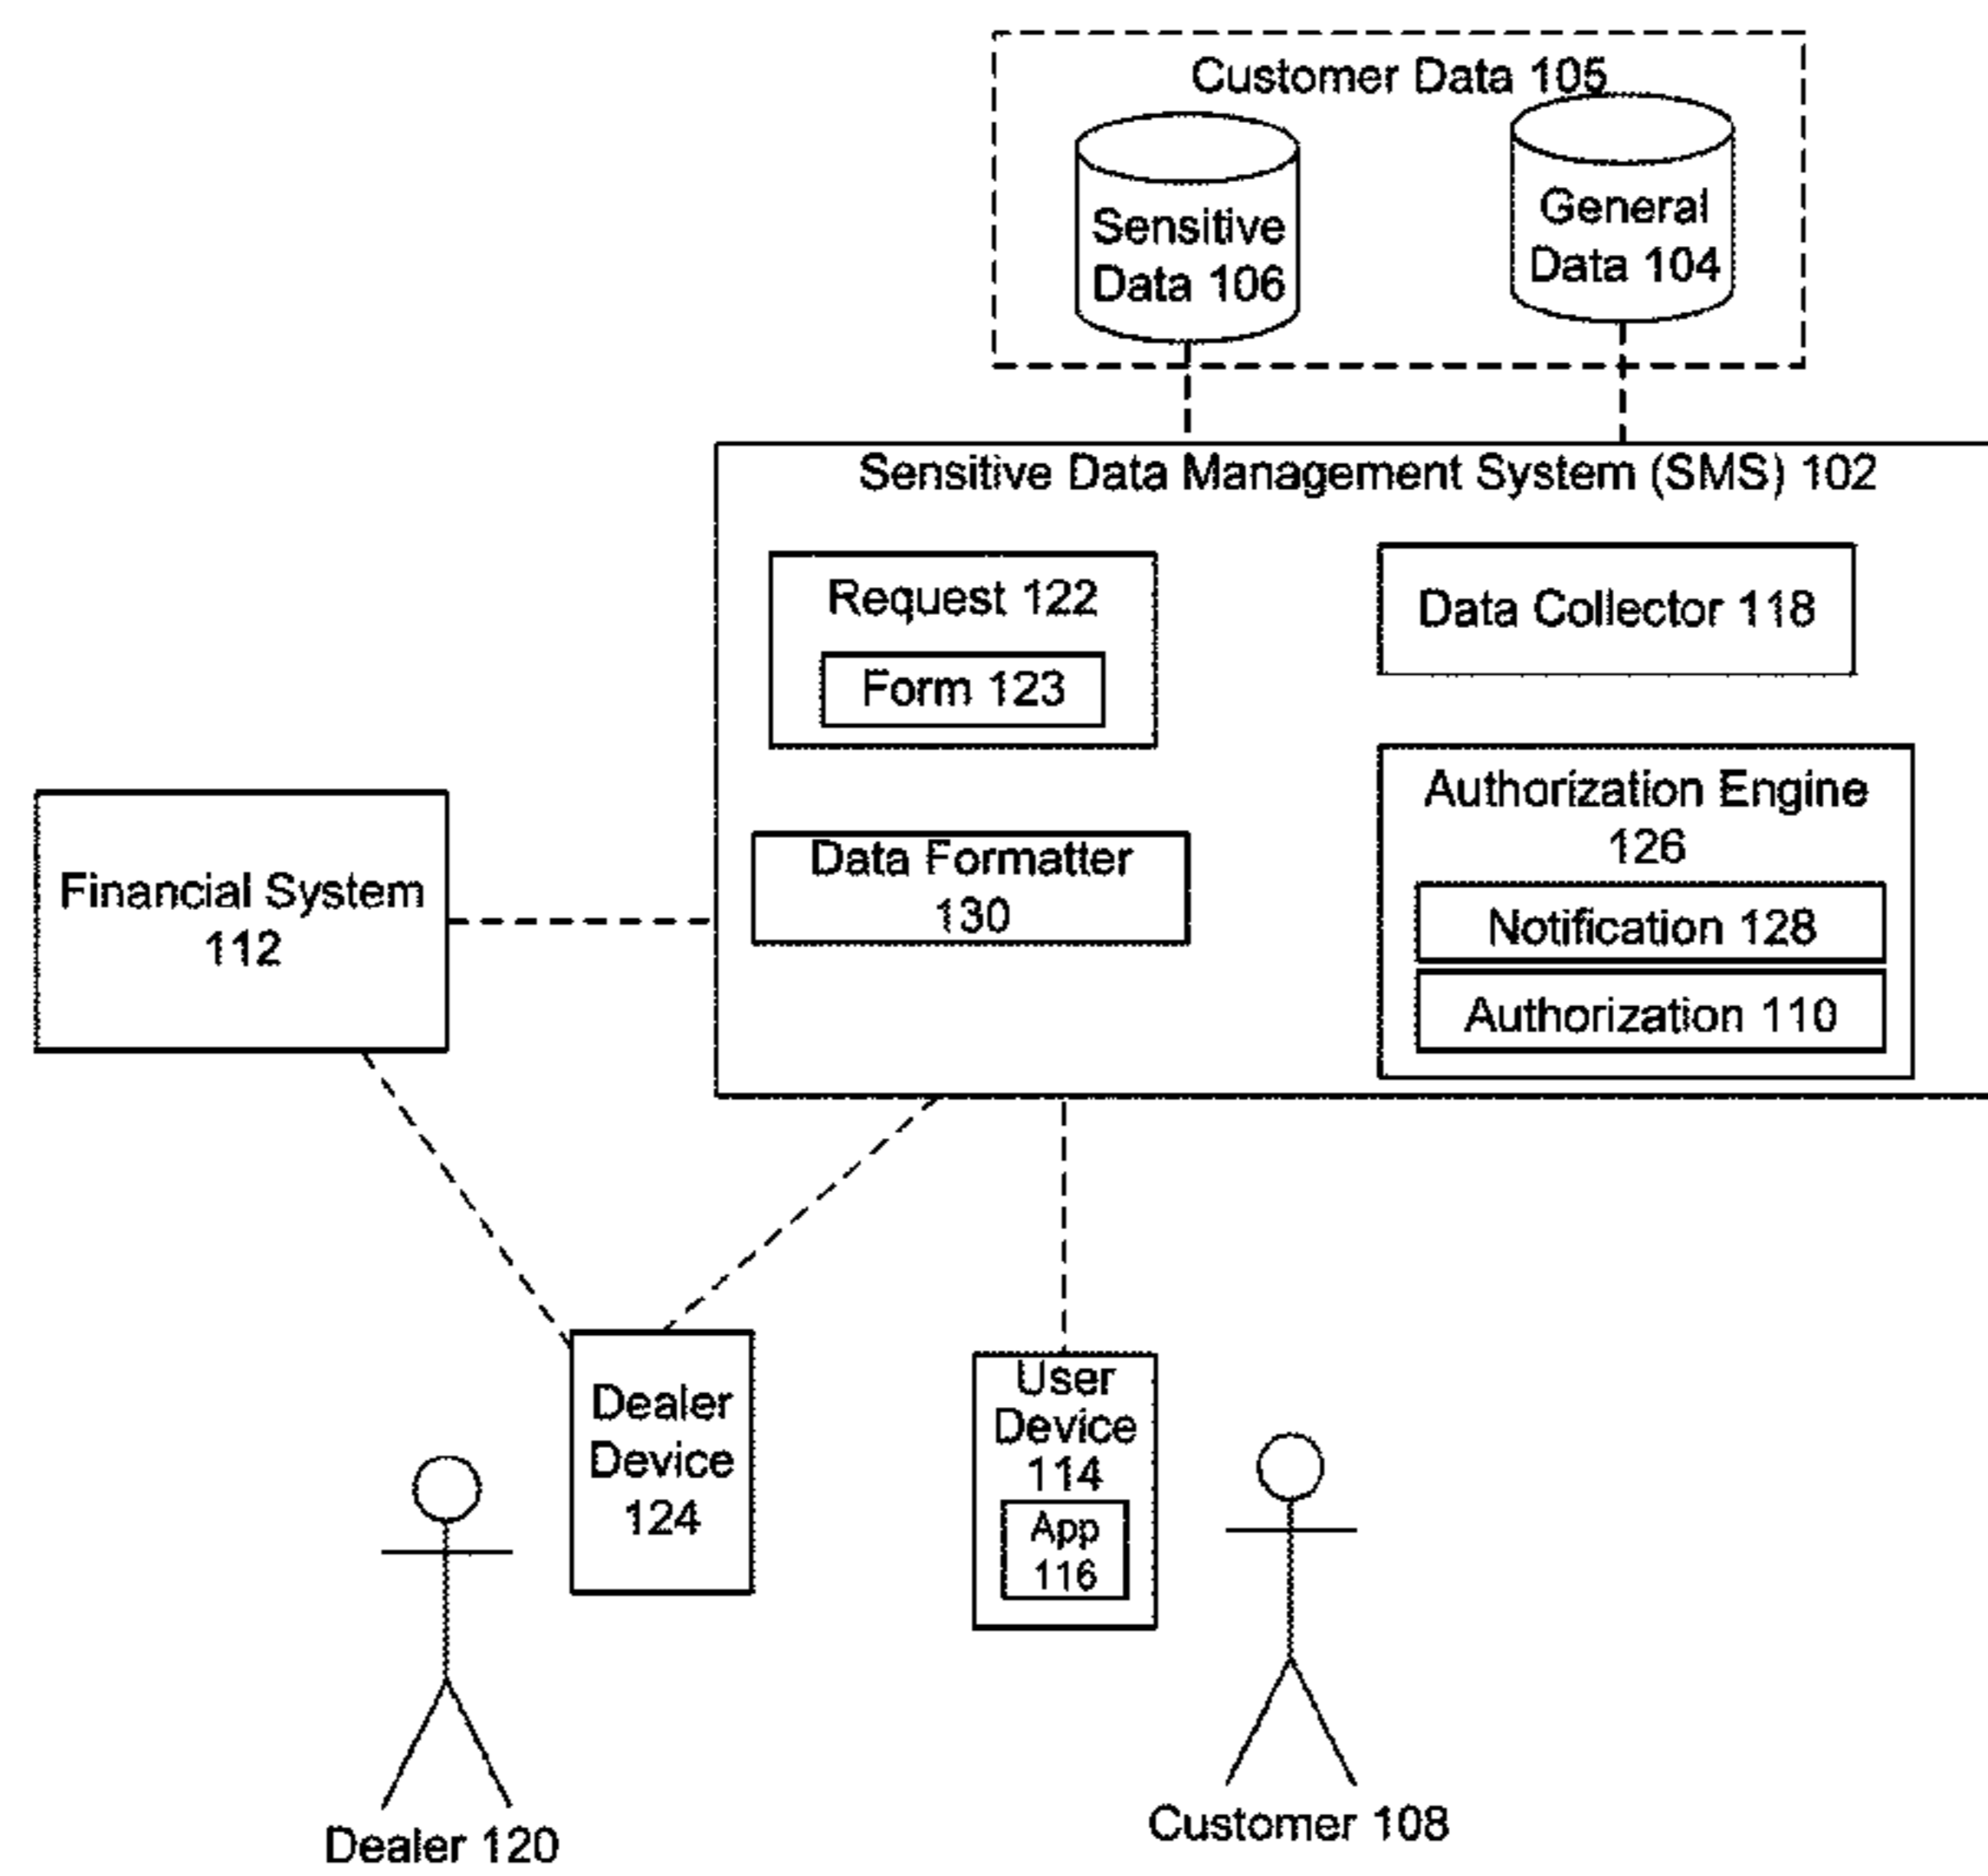 Customer Data 105
Sensitive
Data 106
General
Data 104
Sensitive Data Management System (SMS) 102
Request 122
Form 123
Data Collector 118
Financial System
112
Data Formatter
130
Authorization Engine
126
Notification 128
Authorization 110
Dealer
Device
124
User
Device
114
App
116
Dealer 120
Customer 108